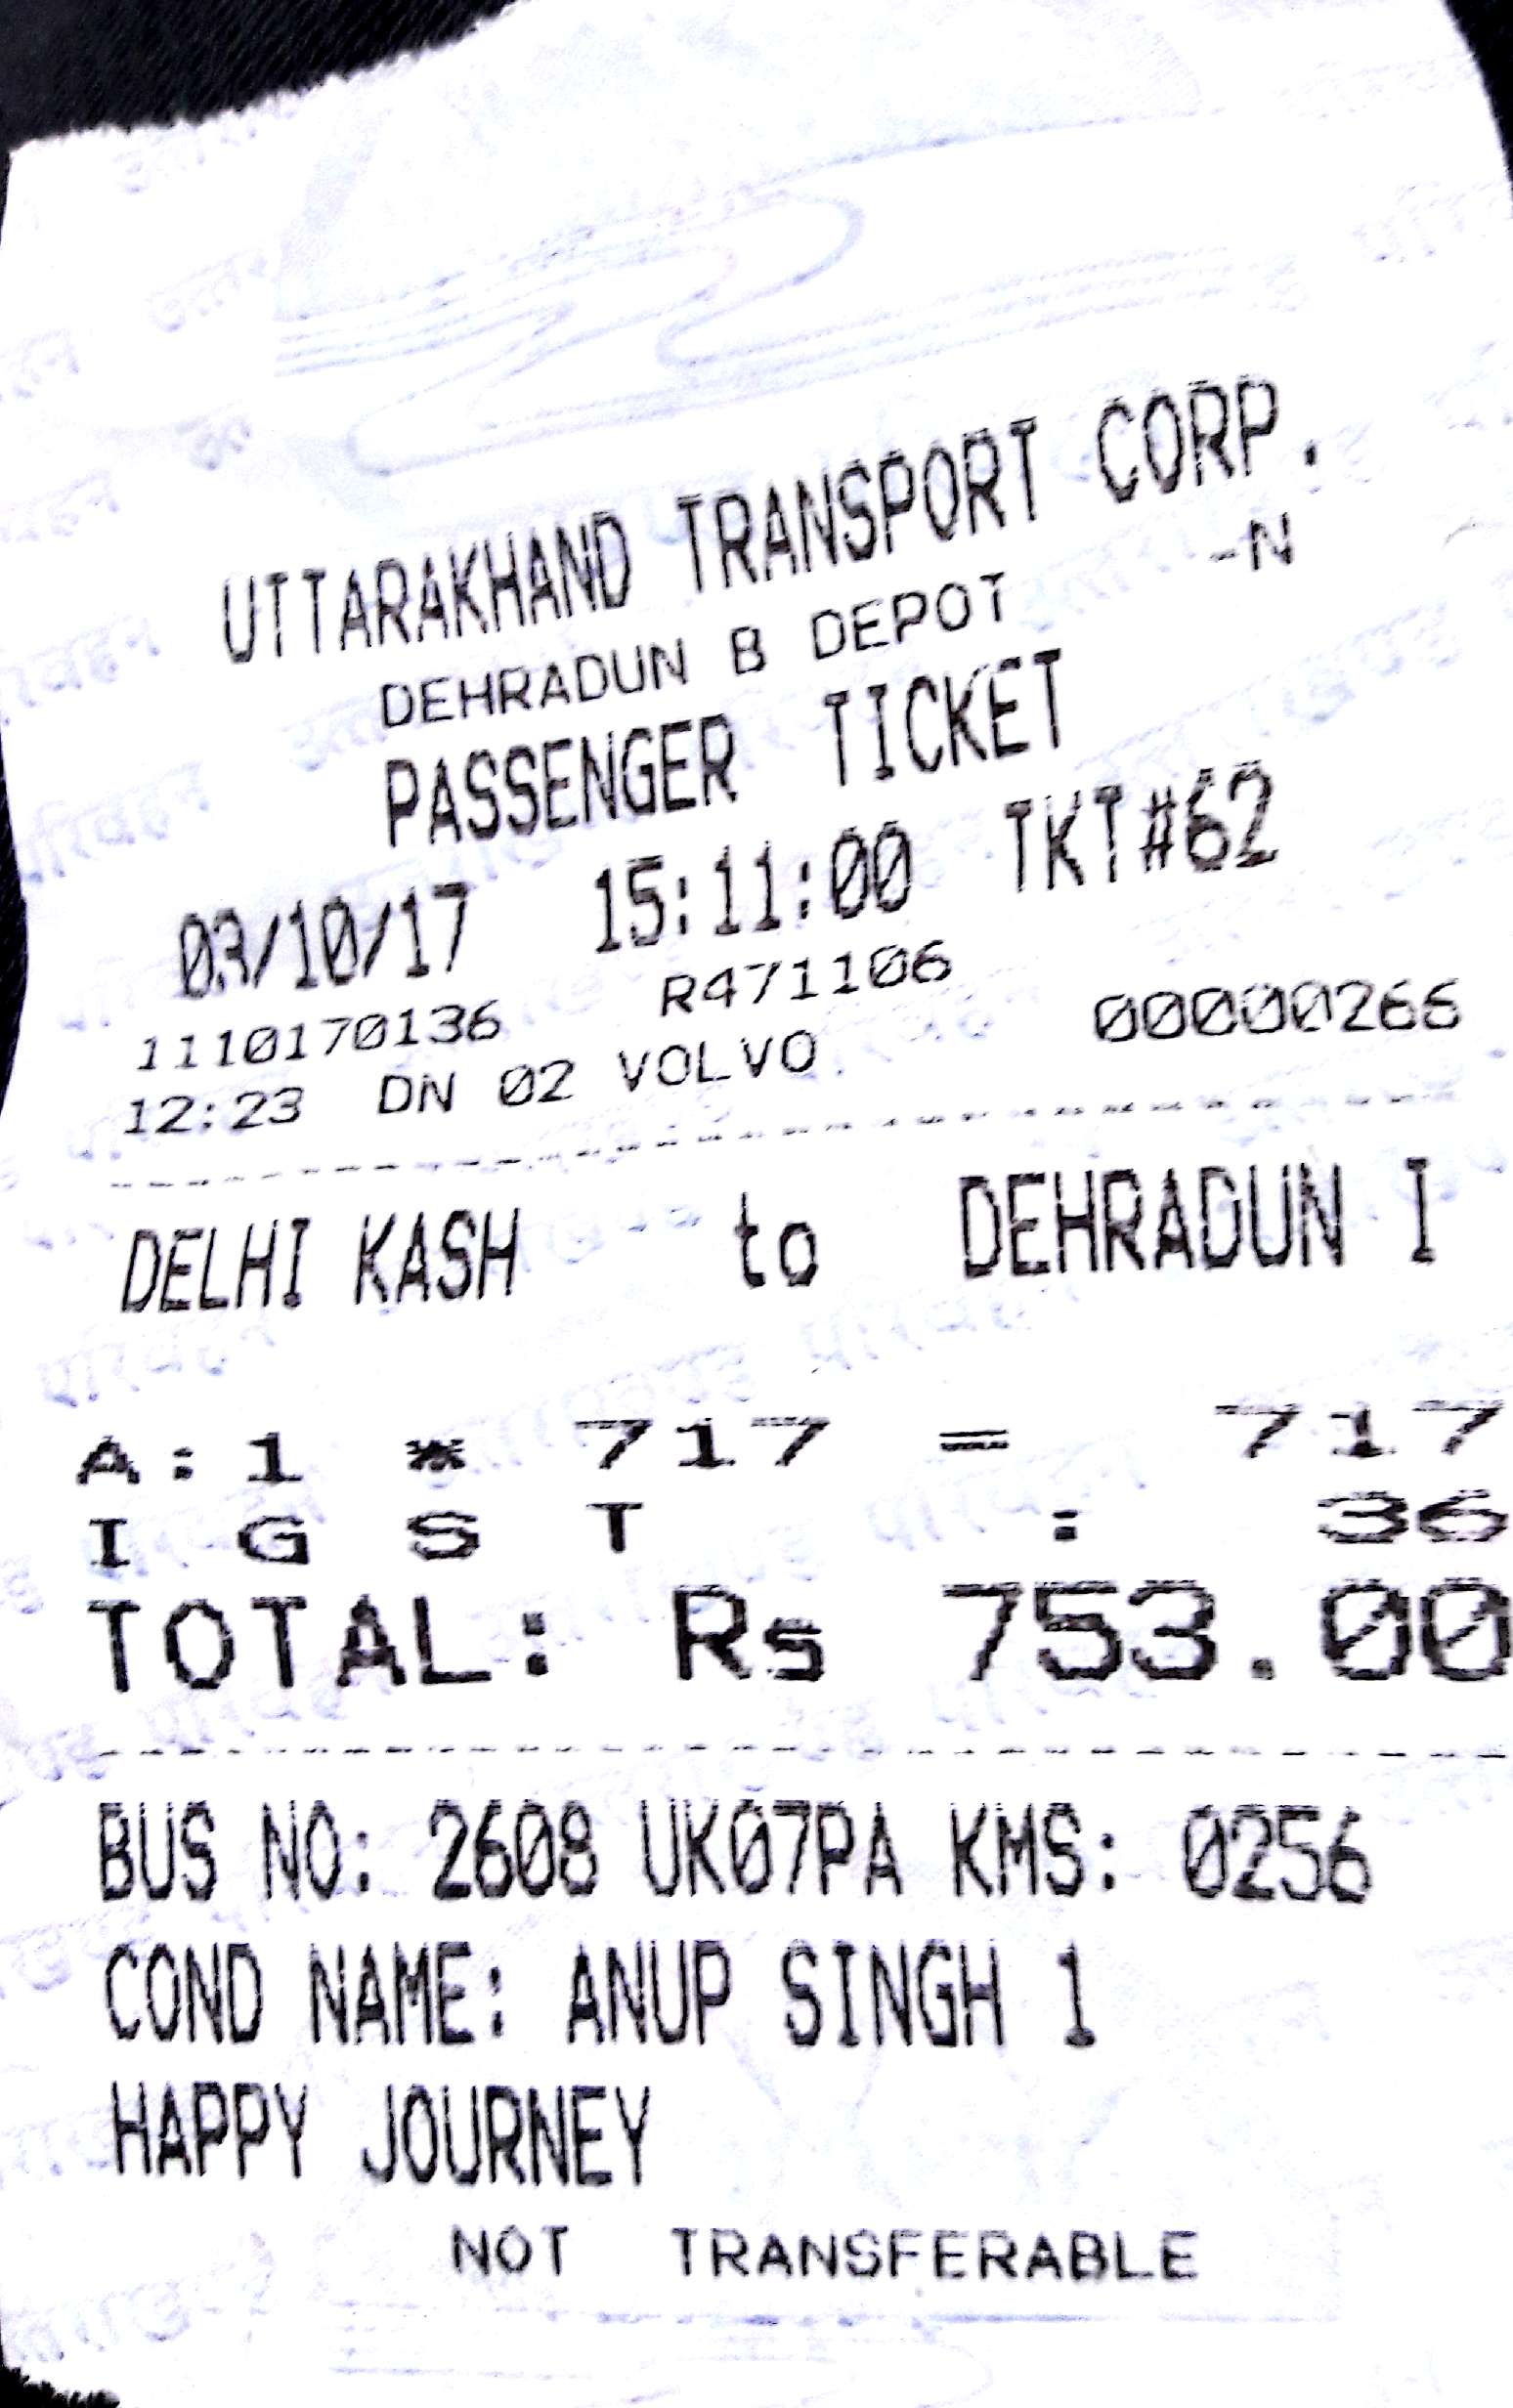 UTTARAKHAND TRANSPORT CORP.
DEHRADUN B DEPOT -N
PASSENGER TICKET
03/10/17 15:11:00 TKT#62
1110170136 R471106
12:23 DN 02 VOLVO 00000266
DELHI KASH to DEHRADUN I
A:1 * 717 = 717
I G S T : 36
TOTAL: Rs 753.00
BUS NO: 2608 UK07PA KMS: 0256
COND NAME: ANUP SINGH 1
HAPPY JOURNEY
NOT TRANSFERABLE